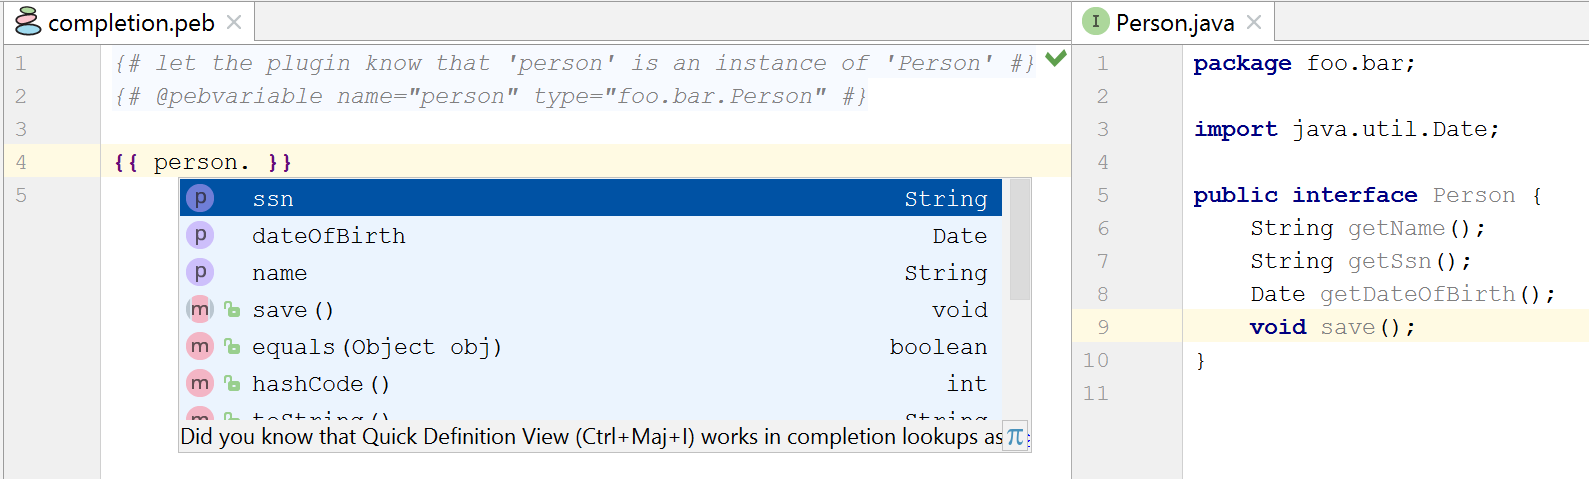 completion.peb
1 {# let the plugin know that 'person' is an instance of 'Person' #}
2 {# @pebvariable name="person" type="foo.bar.Person" #}
3
4 {{ person. }}
5
p ssn String
p dateOfBirth Date
p name String
m save() void
m equals(Object obj) boolean
m hashCode() int
m toString() String
Did you know that Quick Definition View (Ctrl+Maj+I) works in completion lookups as π
I Person.java
1 package foo.bar;
2
3 import java.util.Date;
4
5 public interface Person {
6 String getName();
7 String getSsn();
8 Date getDateOfBirth();
9 void save();
10 }
11